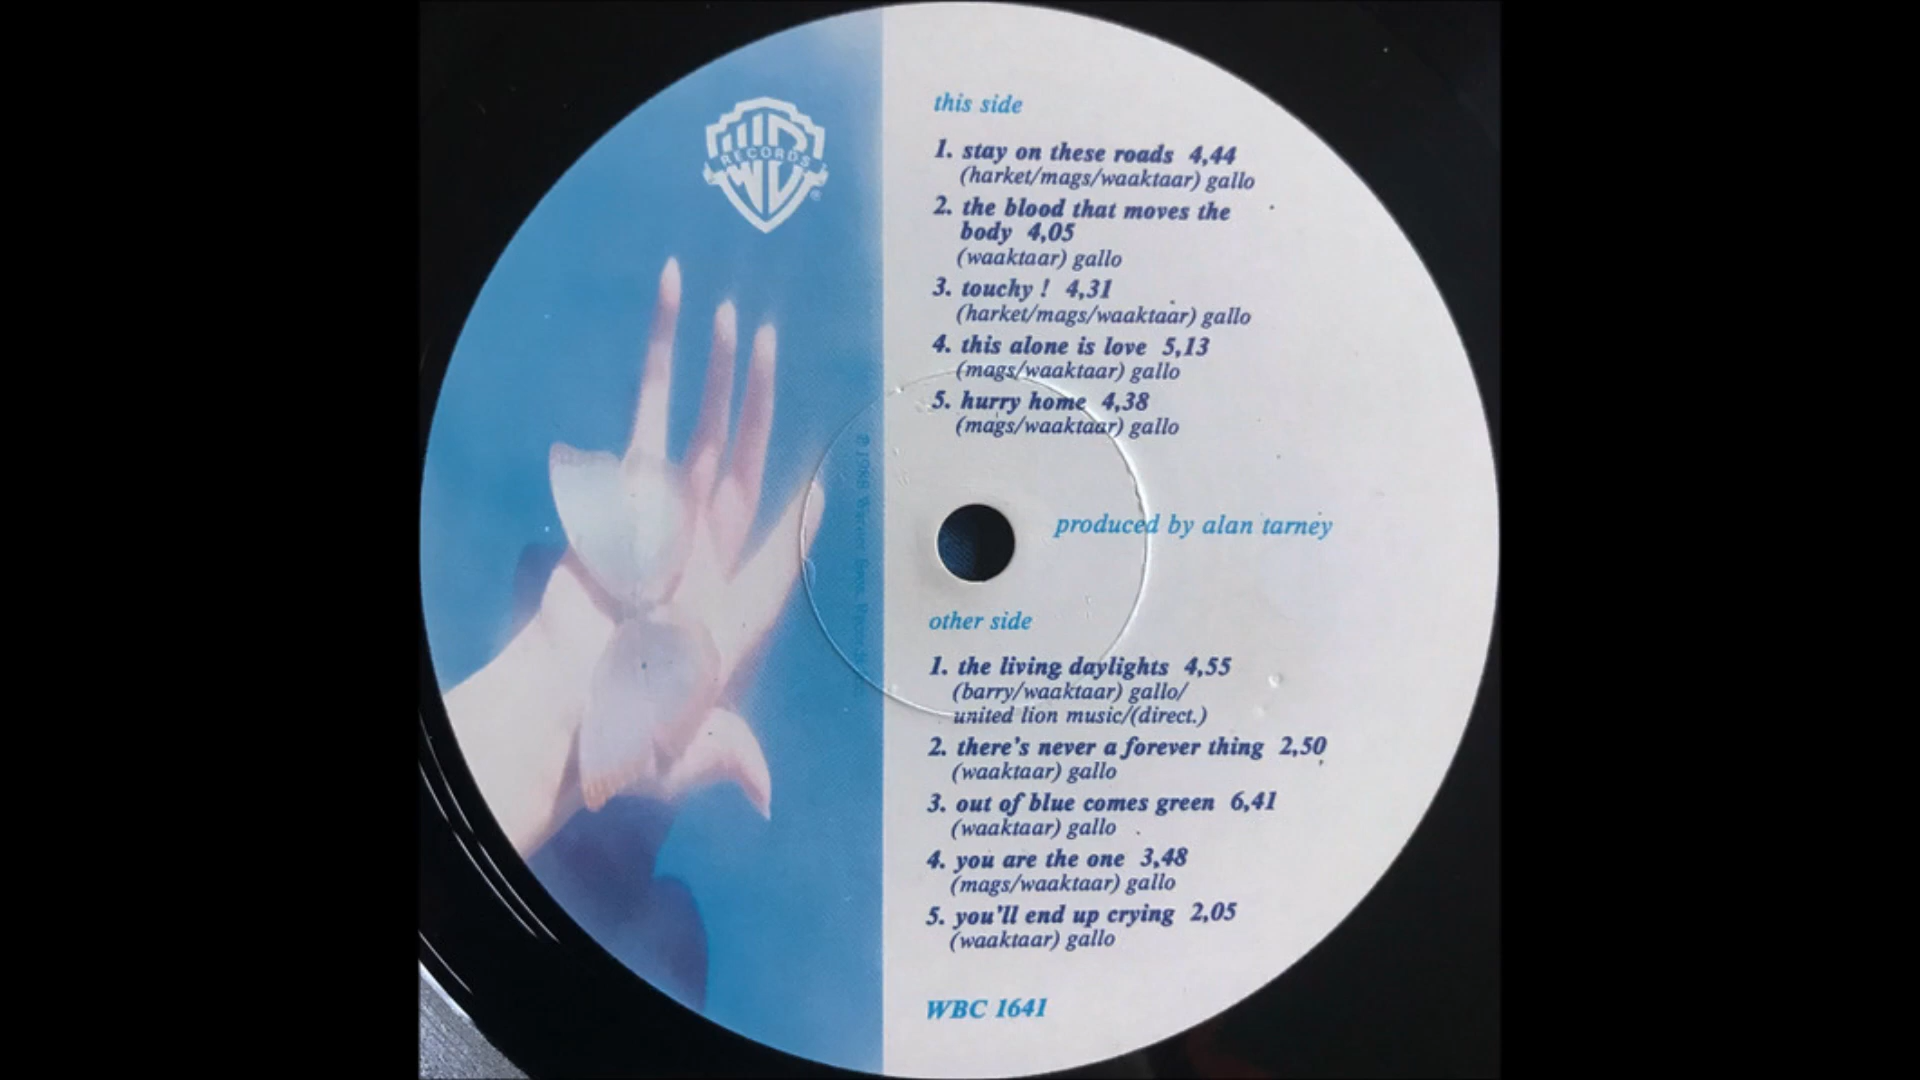 RECORDS
this side
1. stay on these roads 4,44
(harket/mags/waaktaar) gallo
2. the blood that moves the
body 4,05
(waaktaar) gallo
3. touchy ! 4,31
(harket/mags/waaktaar) gallo
4. this alone is love 5,13
(mags/waaktaar) gallo
5. hurry home 4,38
(mags/waaktaar) gallo
℗ 1988 Warner Bros. Records
produced by alan tarney
other side
1. the living daylights 4,55
(barry/waaktaar) gallo/
united lion music/(direct.)
2. there's never a forever thing 2,50
(waaktaar) gallo
3. out of blue comes green 6,41
(waaktaar) gallo
4. you are the one 3,48
(mags/waaktaar) gallo
5. you'll end up crying 2,05
(waaktaar) gallo
WBC 1641